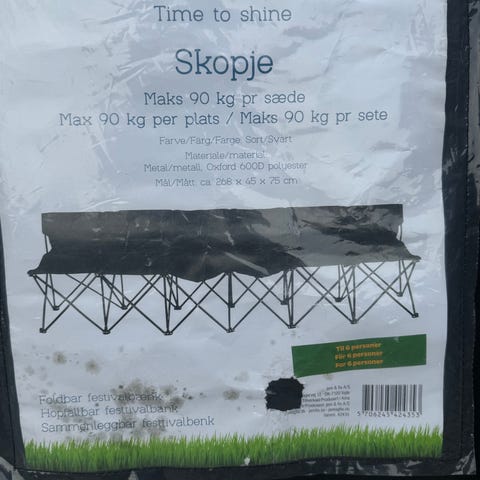 Time to shine
Skopje
Maks 90 kg pr sæde
Max 90 kg per plats / Maks 90 kg pr sete
Farve/Färg/Farge: Sort/Svart
Materiale/material:
Metal/metall, Oxford 600D polyester
Mål/Mått: ca. 268 x 45 x 75 cm
Til 6 personer
För 6 personer
For 6 personer
Foldbar festivalbænk
Hopfällbar festivalbänk
Sammenleggbar festivalbenk
5706245424353